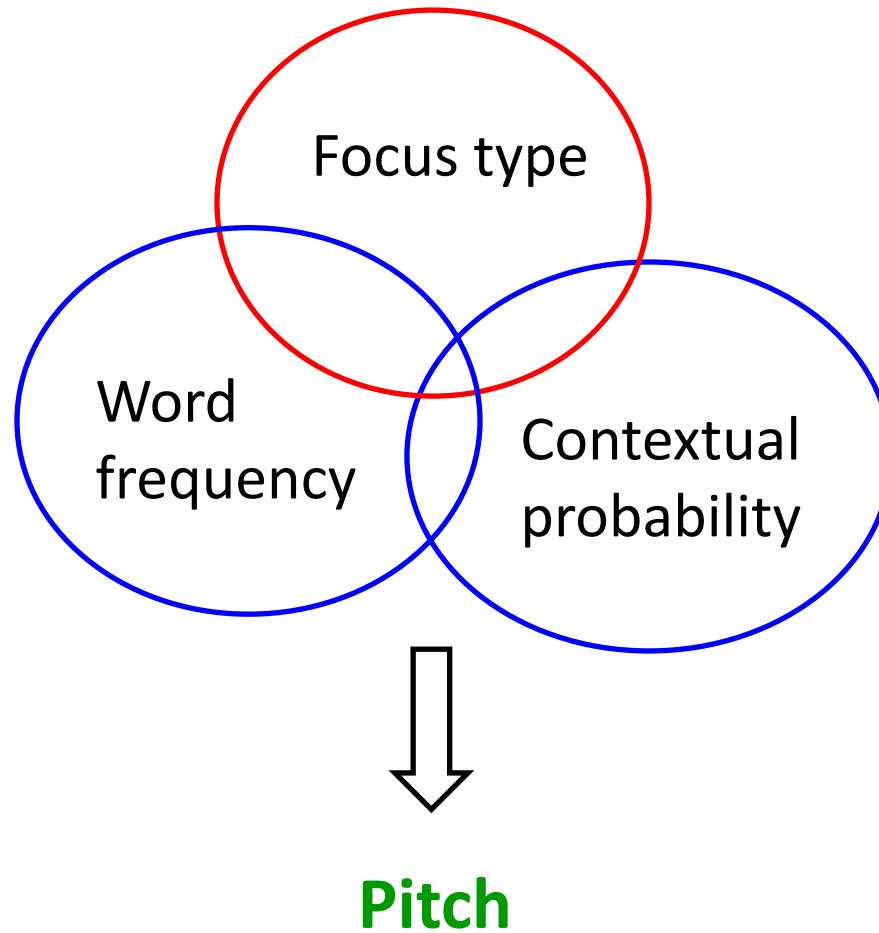 Focus type
Word
frequency
Contextual
probability
Pitch